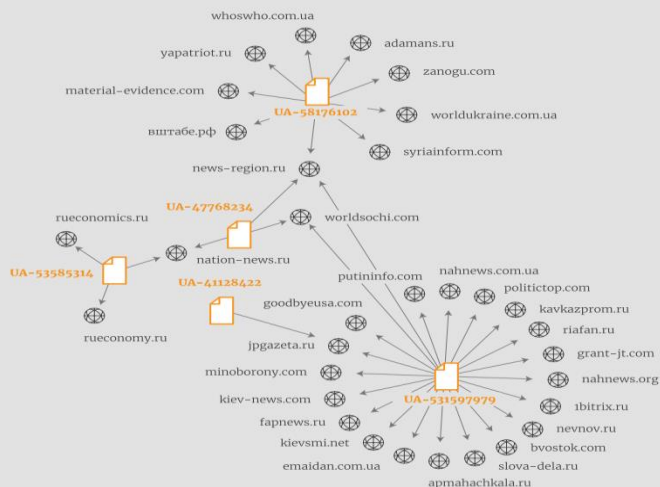 whoswho.com.ua
yapatriot.ru
adamans.ru
zanogu.com
material-evidence.com
UA-58176102
worldukraine.com.ua
вштабе.рф
syriainform.com
news-region.ru
UA-47768234
rueconomics.ru
worldsochi.com
nation-news.ru
UA-53585314
UA-41128422
putininfo.com
nahnews.com.ua
politictop.com
goodbyeusa.com
kavkazprom.ru
rueconomy.ru
riafan.ru
jpgazeta.ru
grant-jt.com
minoborony.com
nahnews.org
kiev-news.com
UA-531597979
1bitrix.ru
fapnews.ru
nevnov.ru
kievsmi.net
bvostok.com
emaidan.com.ua
slova-dela.ru
apmahachkala.ru